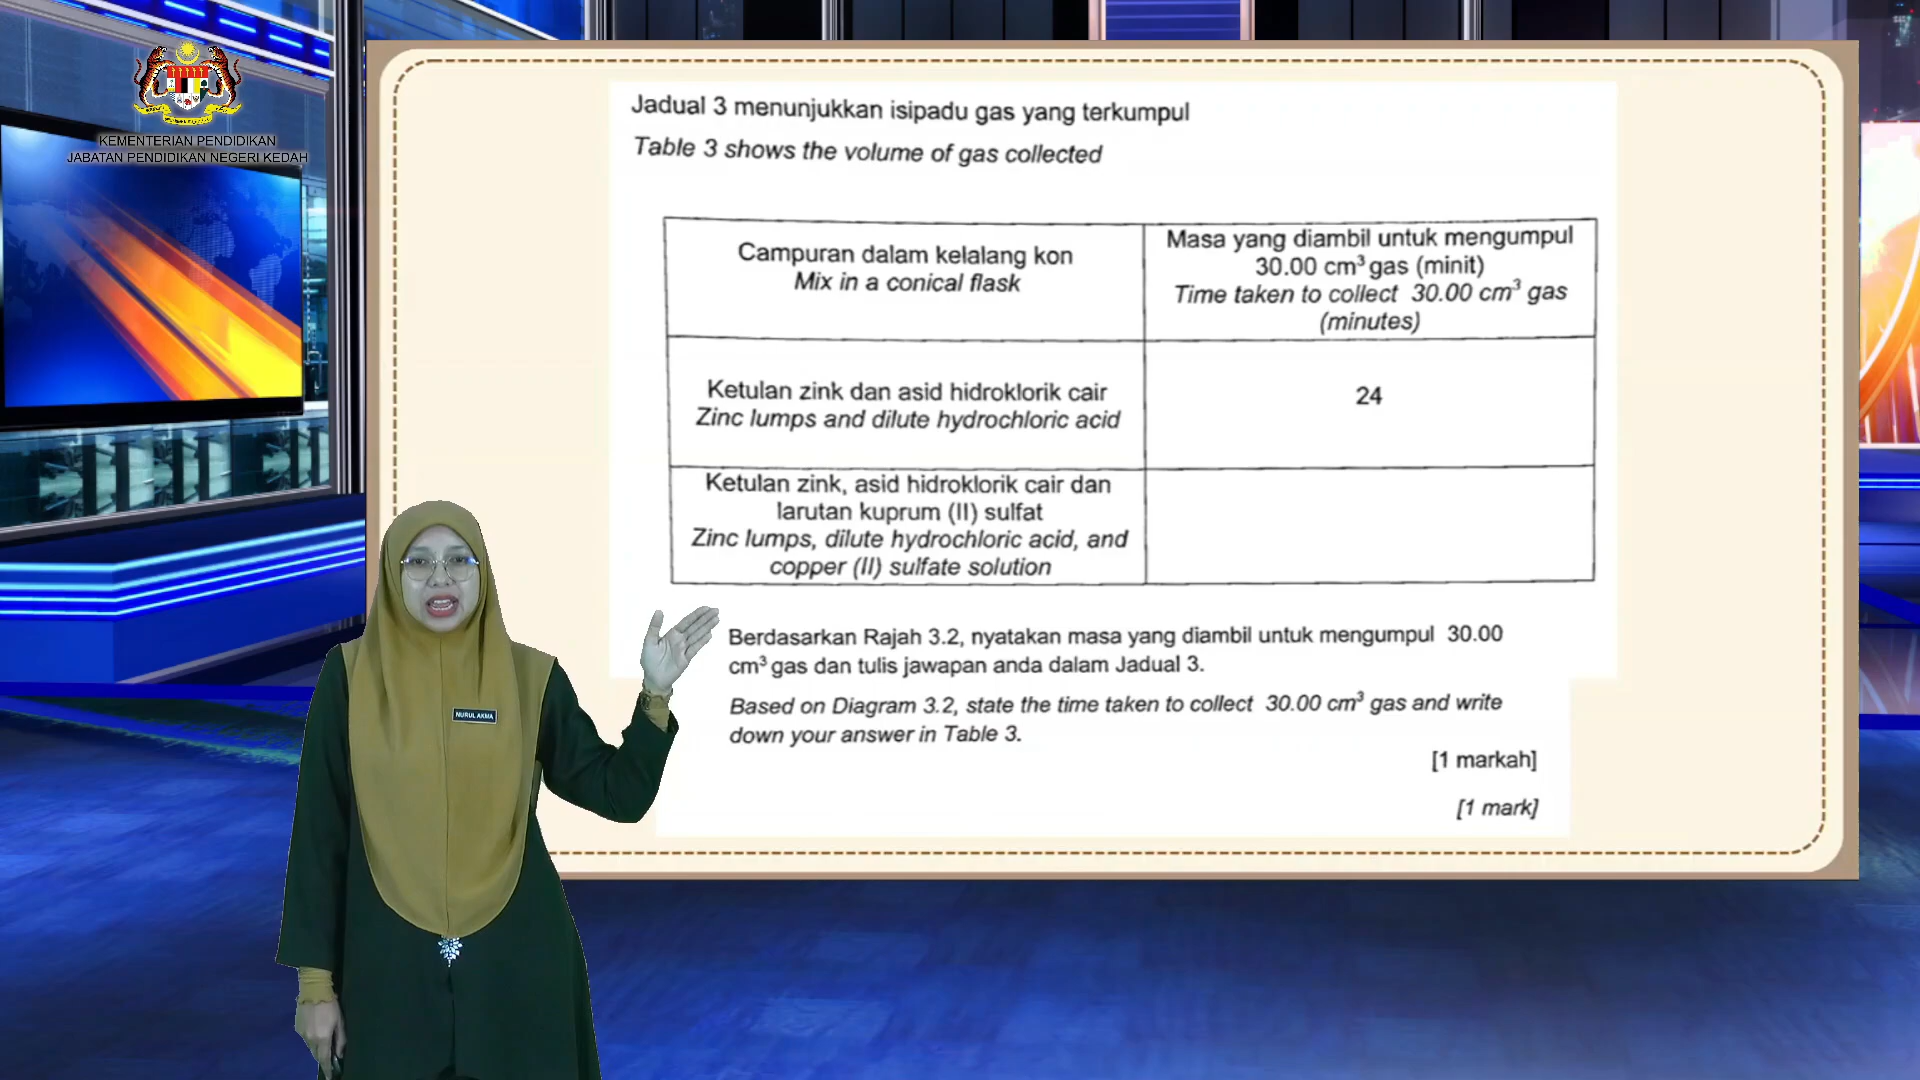 KEMENTERIAN PENDIDIKAN
JABATAN PENDIDIKAN NEGERI KEDAH
Jadual 3 menunjukkan isipadu gas yang terkumpul
Table 3 shows the volume of gas collected
Campuran dalam kelalang kon
Mix in a conical flask
Masa yang diambil untuk mengumpul
30.00 cm³ gas (minit)
Time taken to collect 30.00 cm³ gas
(minutes)
Ketulan zink dan asid hidroklorik cair
Zinc lumps and dilute hydrochloric acid
24
Ketulan zink, asid hidroklorik cair dan
larutan kuprum (II) sulfat
Zinc lumps, dilute hydrochloric acid, and
copper (II) sulfate solution
Berdasarkan Rajah 3.2, nyatakan masa yang diambil untuk mengumpul 30.00
cm³ gas dan tulis jawapan anda dalam Jadual 3.
Based on Diagram 3.2, state the time taken to collect 30.00 cm³ gas and write
down your answer in Table 3.
[1 markah]
[1 mark]
NURUL AKMA